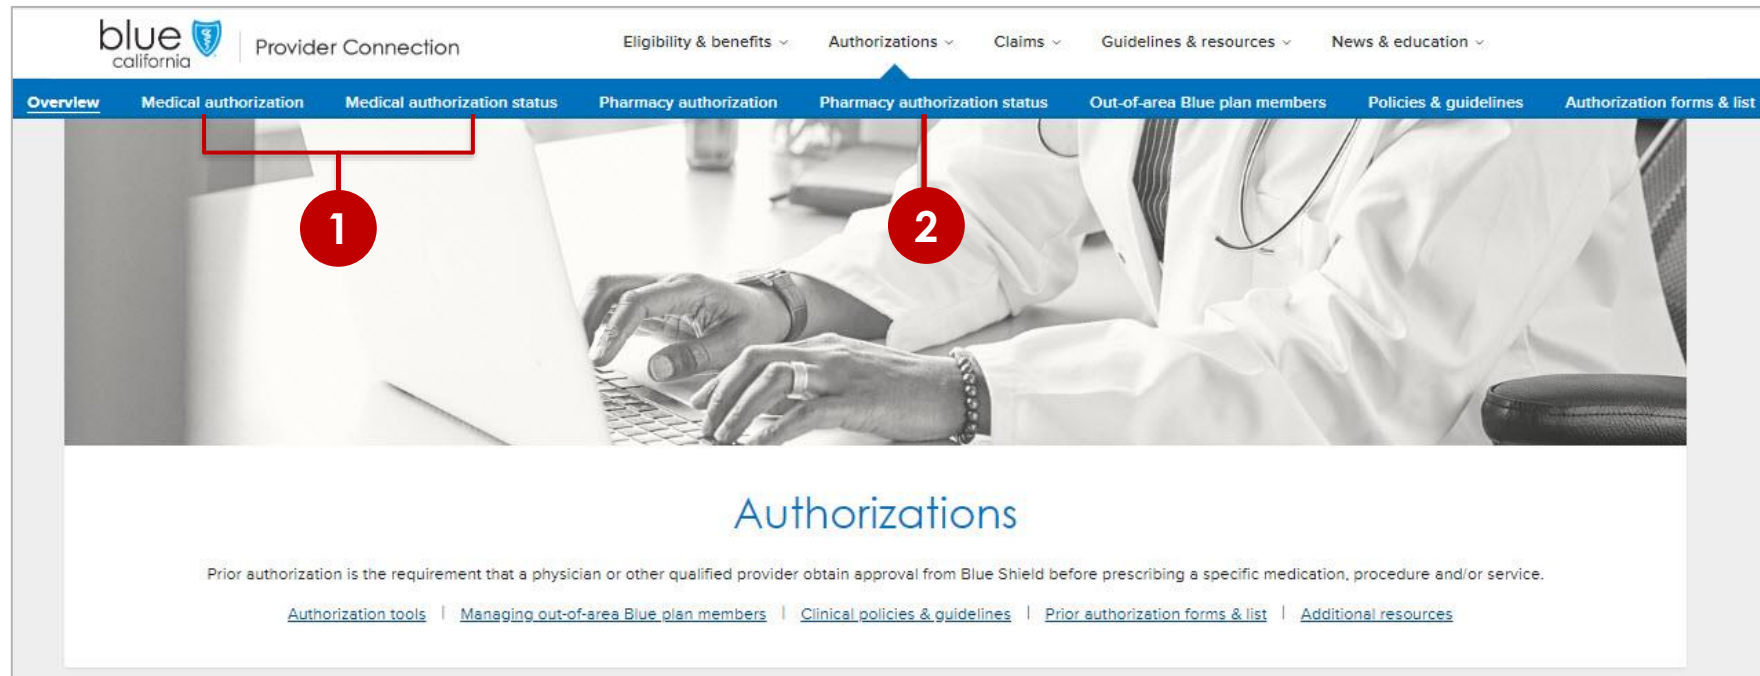 blue
california
Provider Connection
Eligibility & benefits
Authorizations
Claims
Guidelines & resources
News & education
Overview
Medical authorization
Medical authorization status
Pharmacy authorization
Pharmacy authorization status
Out-of-area Blue plan members
Policies & guidelines
Authorization forms & list
1
2
Authorizations
Prior authorization is the requirement that a physician or other qualified provider obtain approval from Blue Shield before prescribing a specific medication, procedure and/or service.
Authorization tools | Managing out-of-area Blue plan members | Clinical policies & guidelines | Prior authorization forms & list | Additional resources